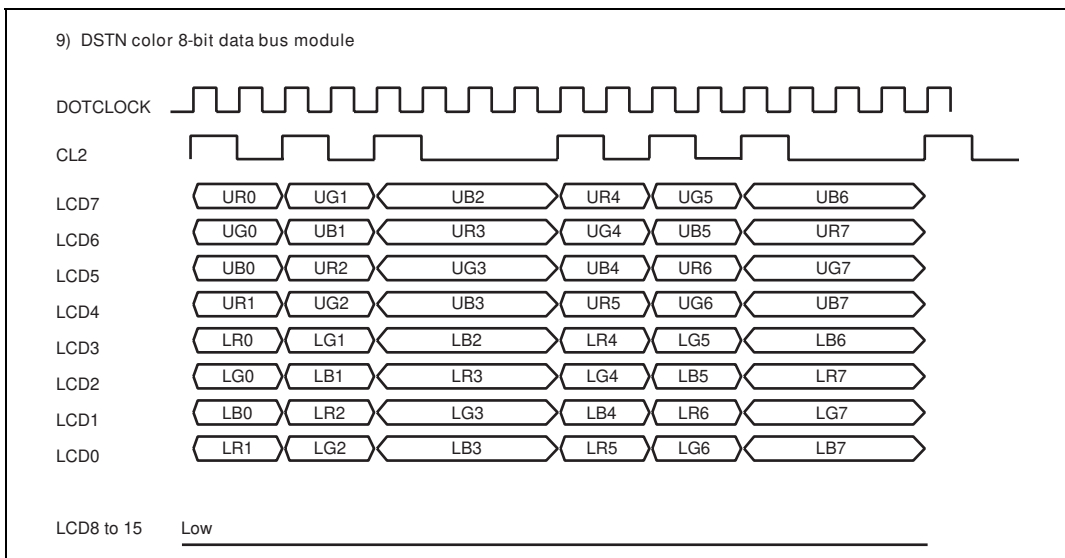 9) DSTN color 8-bit data bus module
DOTCLOCK
CL2
LCD7 UR0 UG1 UB2 UR4 UG5 UB6
LCD6 UG0 UB1 UR3 UG4 UB5 UR7
LCD5 UB0 UR2 UG3 UB4 UR6 UG7
LCD4 UR1 UG2 UB3 UR5 UG6 UB7
LCD3 LR0 LG1 LB2 LR4 LG5 LB6
LCD2 LG0 LB1 LR3 LG4 LB5 LR7
LCD1 LB0 LR2 LG3 LB4 LR6 LG7
LCD0 LR1 LG2 LB3 LR5 LG6 LB7
LCD8 to 15 Low